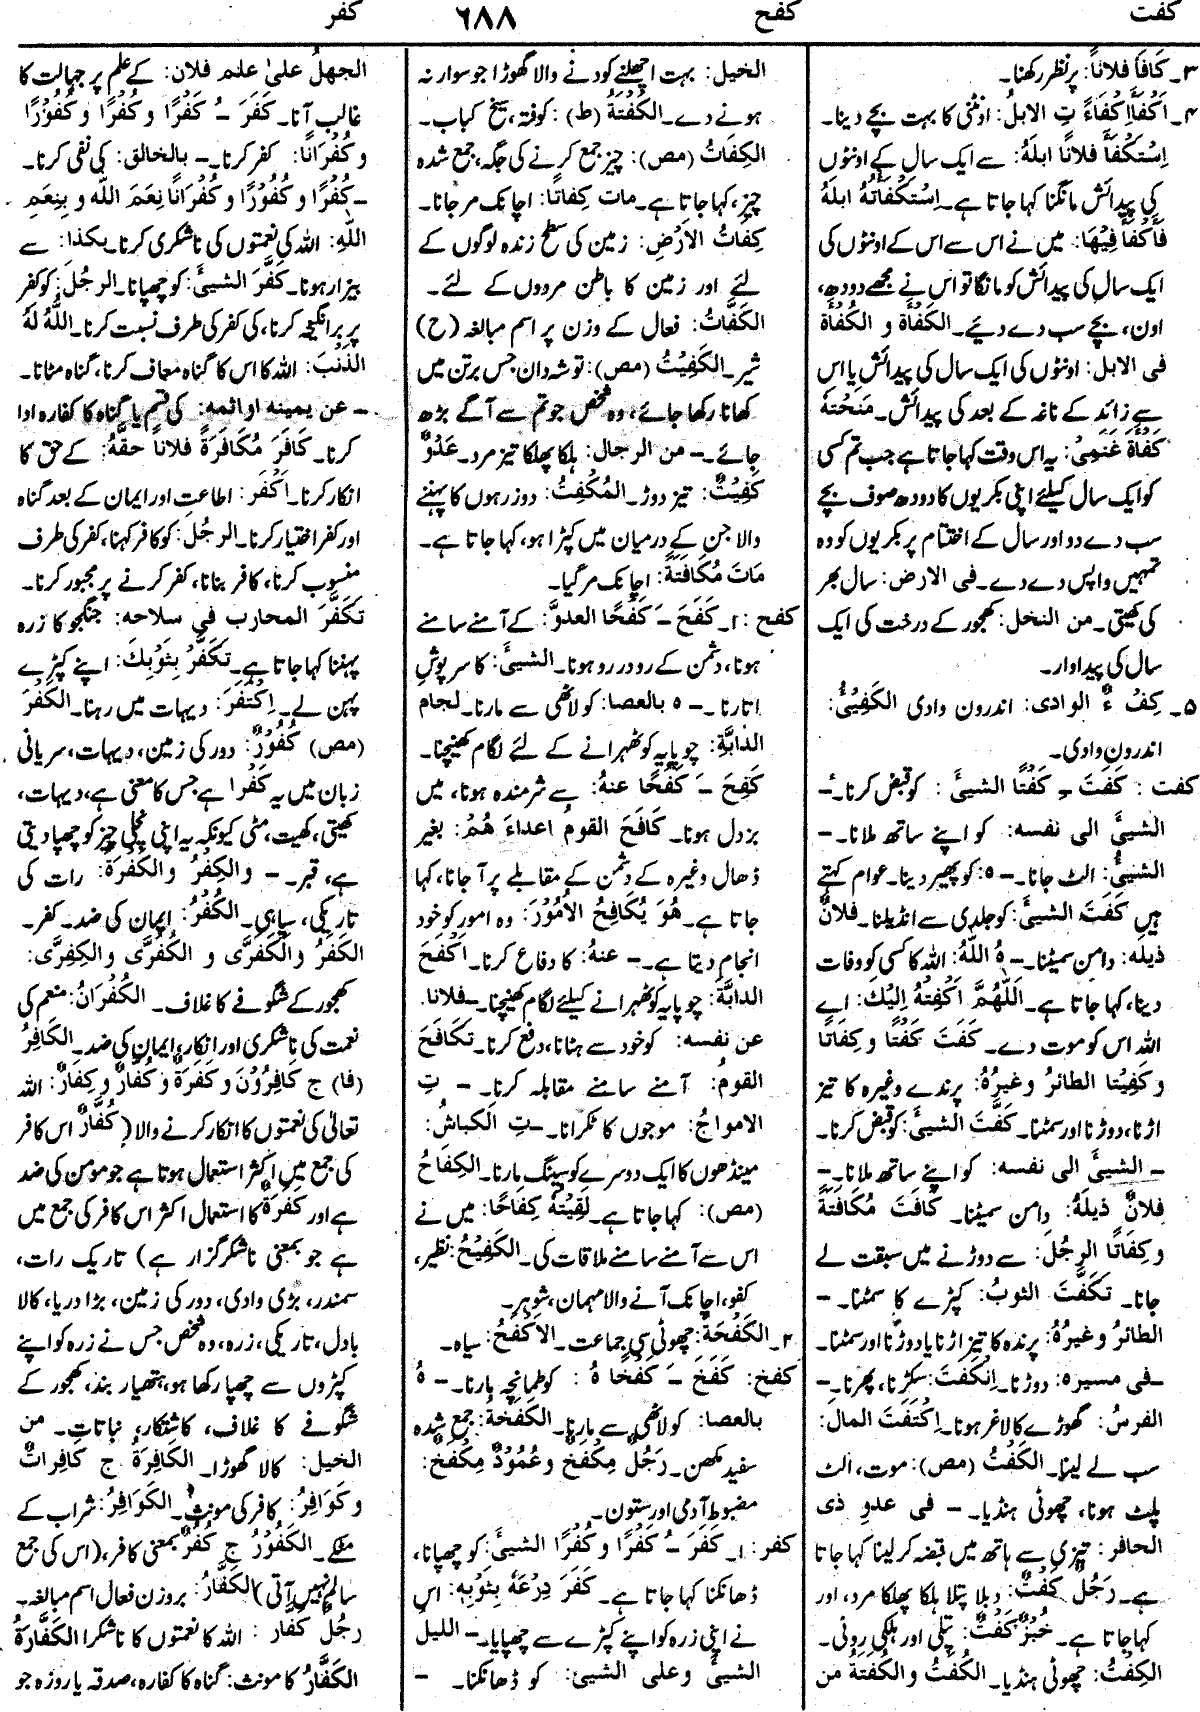 کفت
کفح
٦٨٨
کفر
۳۔ کَافَأَ فلاناً: پر نظر رکھنا۔
۴۔ اَکْفَأَ اِکْفَاءً تِ الابلُ: اونٹنی کا بہت بچے دینا۔
اِسْتَکْفَأَ فلانًا ابلَهُ: سے ایک سال کے اونٹوں
کی پیدائش مانگنا کہا جاتا ہے۔ اِسْتَکْفَأْتُهُ ابلَهُ
فَأَکْفَأَ فِیْهَا: میں نے اس سے اس کے اونٹوں کی
ایک سال کی پیدائش کو مانگا تو اس نے مجھے دودھ،
اون، بچے سب دے دیئے۔ الکَفْأَة و الکُفْأَة
فی الابل: اونٹوں کی ایک سال کی پیدائش یا اس
سے زائد کے ناغہ کے بعد کی پیدائش۔ مَنَحْتُهٗ
کَفْأَةَ غَنَمِیْ: یہ اس وقت کہا جاتا ہے جب تم کسی
کو ایک سال کیلئے اپنی بکریوں کا دودھ صوف بچے
سب دے دو اور سال کے اختتام پر بکریوں کو وہ
تمہیں واپس دے دے۔ فی الارض: سال بھر
کی کھیتی۔ من النخل: کھجور کے درخت کی ایک
سال کی پیداوار۔
۵۔ کِفْ ءُ الوادی: اندرون وادی الکَفِیْئُ:
اندرون وادی۔
کفت: کَفَتَ ـِ کَفْتًا الشیئَ: کو قبض کرنا۔ ـ
الشیئَ الی نفسه: کو اپنے ساتھ ملانا۔ ـ
الشیئُ: الٹ جانا۔ ـ ہ: کو پھیر دینا۔ عوام کہتے
ہیں کَفَتَ الشیئَ: کو جلدی سے انڈیلنا۔ فلانٌ
ذیلَه: دامن سمیٹنا۔ ـ هُ اللّٰهُ: اللہ کا کسی کو وفات
دینا، کہا جاتا ہے۔ اَللّٰهُمَّ اکْفِتْهُ اِلیْكَ: اے
اللہ اس کو موت دے۔ کَفَتَ کَفْتًا و کِفَاتًا
و کَفِیْتا الطائرُ وغیرُهُ: پرندے وغیرہ کا تیز
اڑنا، دوڑنا اور سمٹنا۔ کَفَّتَ الشیئَ: کو قبض کرنا۔
ـ الشیئَ الی نفسه: کو اپنے ساتھ ملانا۔ ـ
فلانٌ ذیلَهُ: دامن سمیٹنا۔ کَافَتَ مُکَافَتَةً
و کِفَاتًا الرجُلَ: سے دوڑنے میں سبقت لے
جانا۔ تکَفَّتَ الثوبُ: کپڑے کا سمٹنا۔ ـ
الطائرُ وغیرُهُ: پرندہ کا تیز اڑنا یا دوڑنا اور سمٹنا۔
ـ فی مسیره: دوڑنا۔ اِنْکَفَتَ: سکڑنا، پھرنا۔ ـ
الفرسُ: گھوڑے کا لاغر ہونا۔ اِکْتَفَتَ المالَ:
سب لے لینا۔ الکَفْتُ (مص): موت، الٹ
پلٹ ہونا، چھوٹی ہنڈیا۔ ـ فی عدوِ ذی
الحافر: تیزی سے ہاتھ میں قبضہ کر لینا کہا جاتا
ہے۔ رَجُلٌ کَفْتٌ: دبلا پتلا ہلکا پھلکا مرد، اور
کہا جاتا ہے۔ خُبْزٌ کَفْتٌ: پتلی اور ہلکی روٹی۔
الکِفْتُ: چھوٹی ہنڈیا۔ الکُفْتُ والکُفْتَةُ من
الخیل: بہت اچھلنے کودنے والا گھوڑا جو سوار نہ
ہونے دے۔ الکُفْتَةُ (ط): کوفتہ، سیخ کباب۔
الکِفَاتُ (مص): چیز جمع کرنے کی جگہ، جمع شدہ
چیز، کہا جاتا ہے۔ مات کِفاتًا: اچانک مر جانا۔
کِفَاتُ الاَرْضِ: زمین کی سطح زندہ لوگوں کے
لئے اور زمین کا باطن مردوں کے لئے۔
الکَفَّاتُ: فعال کے وزن پر اسم مبالغہ (ح)
شیر۔ الکَفِیْتُ (مص): توشہ دان جس برتن میں
کھانا رکھا جائے، وہ شخص جو تم سے آگے بڑھ
جائے۔ ـ من الرجال: ہلکا پھلکا تیز مرد۔ عَدْوٌ
کَفِیْتٌ: تیز دوڑ۔ المُکْفِتُ: دو زرہوں کا پہننے
والا جن کے درمیان میں کپڑا ہو، کہا جاتا ہے۔
مَاتَ مُکَافَتَةً: اچانک مر گیا۔
کفح: ۱۔ کَفَحَ ـَ کَفْحًا العدوَّ: کے آمنے سامنے
ہونا، دشمن کے رو در رو ہونا۔ الشیئَ: کا سرپوش
اتارنا۔ ـ ہ بالعصا: کو لاٹھی سے مارنا۔ لجام
الدابَّةِ: چوپایہ کو ٹھہرانے کے لئے لگام کھینچنا۔
کَفِحَ ـَ کَفَحًا عنهُ: سے شرمندہ ہونا، میں
بزدل ہونا۔ کَافَحَ القومُ اعداءَ هُمْ: بغیر
ڈھال وغیرہ کے دشمن کے مقابلے پر آ جانا، کہا
جاتا ہے۔ هُوَ یُکَافِحُ الاُمُوْرَ: وہ امور کو خود
انجام دیتا ہے۔ ـ عنهُ: کا دفاع کرنا۔ اَکْفَحَ
الدابَّةَ: چوپایہ کو ٹھہرانے کیلئے لگام کھینچنا۔ ـ فلانا.
عن نفسه: کو خود سے ہٹانا، دفع کرنا۔ تکَافَحَ
القومُ: آمنے سامنے مقابلہ کرنا۔ ـ تِ
الامواجُ: موجوں کا ٹکرانا۔ ـ تِ الکباشُ:
مینڈھوں کا ایک دوسرے کو سینگ مارنا۔ الکِفَاحُ
(مص): کہا جاتا ہے۔ لَقِیْتُهٗ کِفَاحًا: میں نے
اس سے آمنے سامنے ملاقات کی۔ الکَفِیْحُ: نظیر،
کفو، اچانک آنے والا مہمان، شوہر۔
۲۔ الکَفْحَةُ: چھوٹی سی جماعت۔ الاَکْفَحُ: سیاہ۔
کفخ: کَفَخَ ـَ کَفْخًا هُ: کو طمانچہ مارنا۔ ـ هُ
بالعصا: کو لاٹھی سے مارنا۔ الکَفْخَةُ: جمع شدہ
سفید مکھن۔ رَجُلٌ مِکْفَخٌ وعُمُوْدٌ مِکْفَخٌ:
مضبوط آدمی اور ستون۔
کفر: ۱۔ کَفَرَ ـُ کُفْرًا و کُفْرًا الشیئَ: کو چھپانا،
ڈھانکنا کہا جاتا ہے۔ کَفَرَ دِرْعَهٗ بِثَوْبِهٖ: اس
نے اپنی زرہ کو اپنے کپڑے سے چھپایا۔ ـ اللیل
الشیئَ وعلی الشیئ: کو ڈھانکنا۔ ـ
الجهلُ علیٰ علم فلان: کے علم پر جہالت کا
غالب آنا۔ کَفَرَ ـُ کَفْرًا و کُفْرًا و کُفُوْرًا
و کُفْرَانًا: کفر کرنا۔ ـ بالخالق: کی نفی کرنا۔
ـ کُفْرًا و کُفُوْرًا و کُفْرَانًا نِعَمَ اللّٰه و بِنِعَمِ
اللّٰهِ: اللہ کی نعمتوں کی ناشکری کرنا۔ بکذا: سے
بیزار ہونا۔ کَفَّرَ الشیئَ: کو چھپانا۔ الرجُلَ: کو کفر
پر برانگیختہ کرنا، کی کفر کی طرف نسبت کرنا۔ اللّٰهُ لَهُ
الذَنْبَ: اللہ کا اس کا گناہ معاف کرنا، گناہ مٹانا۔
ـ عن یمینه او اثمه: کی قسم یا گناہ کا کفارہ ادا
کرنا۔ کَافَرَ مُکَافَرَةً فلاناً حقَّهُ: کے حق کا
انکار کرنا۔ اَکْفَرَ: اطاعت اور ایمان کے بعد گناہ
اور کفر اختیار کرنا۔ الرجُلَ: کو کافر کہنا، کفر کی طرف
منسوب کرنا، کافر بنانا، کفر کرنے پر مجبور کرنا۔
تَکَفَّرَ المحارب فی سلاحه: جنگجو کا زرہ
پہننا کہا جاتا ہے۔ تکَفَّرْ بِثَوْبِكَ: اپنے کپڑے
پہن لے۔ اِکْتَفَرَ: دیہات میں رہنا۔ الکَفْرُ
(مص) کُفُوْرٌ: دور کی زمین، دیہات، سریانی
زبان میں یہ کَفْرا ہے جس کا معنی ہے، دیہات،
کھیتی، کھیت، مٹی کیونکہ یہ اپنی نچلی چیز کو چھپا دیتی
ہے، قبر۔ ـ والکِفْرُ والکَفْرَةُ: رات کی
تاریکی، سیاہی۔ الکُفْرُ: ایمان کی ضد۔ کفر۔
الکَفَرُ والکَفَرَّی و الکُفُرَّی والکِفِرَّی:
کھجور کے شگوفے کا غلاف۔ الکُفْرَانُ: منعم کی
نعمت کی ناشکری اور انکار، ایمان کی ضد۔ الکَافِرُ
(فا) ج کافِرُوْنَ و کَفَرَةٌ و کُفَّارٌ و کِفَارٌ: اللہ
تعالیٰ کی نعمتوں کا انکار کرنے والا (کُفَّارٌ اس کافر
کی جمع میں اکثر استعمال ہوتا ہے جو مومن کی ضد
ہے اور کَفَرَةٌ کا استعمال اکثر اس کافر کی جمع میں
ہے جو بمعنی ناشکر گزار ہے) تاریک رات،
سمندر، بڑی وادی، دور کی زمین، بڑا دریا، کالا
بادل، تاریکی، زرہ، وہ شخص جس نے زرہ کو اپنے
کپڑوں سے چھپا رکھا ہو، ہتھیار بند، کھجور کے
شگوفے کا غلاف، کاشتکار، نباتات۔ من
الخیل: کالا گھوڑا۔ الکَافِرَةُ ج کافِرَاتٌ
و کَوَافِرُ: کافر کی مونث۔ الکَوَافِرُ: شراب کے
مٹکے۔ الکَفُوْرُ ج کُفُرٌ بمعنی کافر، (اس کی جمع
سالم نہیں آتی) الکَفَّارُ: بروزن فعال اسم مبالغہ۔
رجُلٌ کَفَّار: اللہ کا نعمتوں کا ناشکرا الکَفَّارَةُ
الکَفَّارُ کا مونث: گناہ کا کفارہ، صدقہ یا روزہ جو